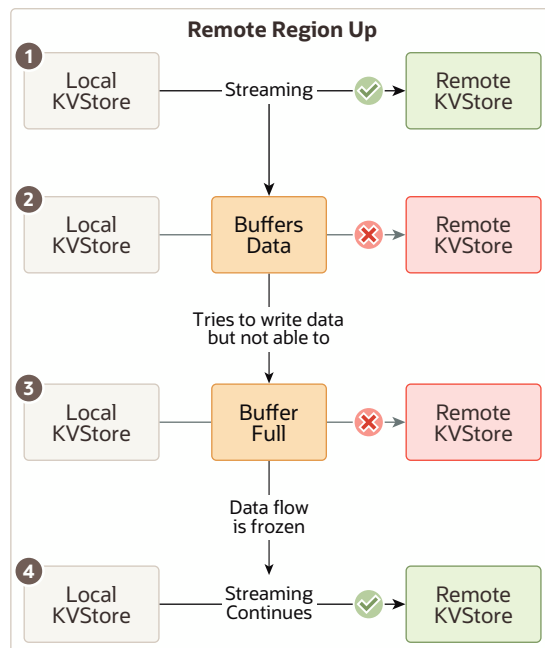 Remote Region Up
1
Local
KVStore
Streaming
Remote
KVStore
2
Local
KVStore
Buffers
Data
Remote
KVStore
Tries to write data
but not able to
3
Local
KVStore
Buffer
Full
Remote
KVStore
Data flow
is frozen
4
Local
KVStore
Streaming
Continues
Remote
KVStore